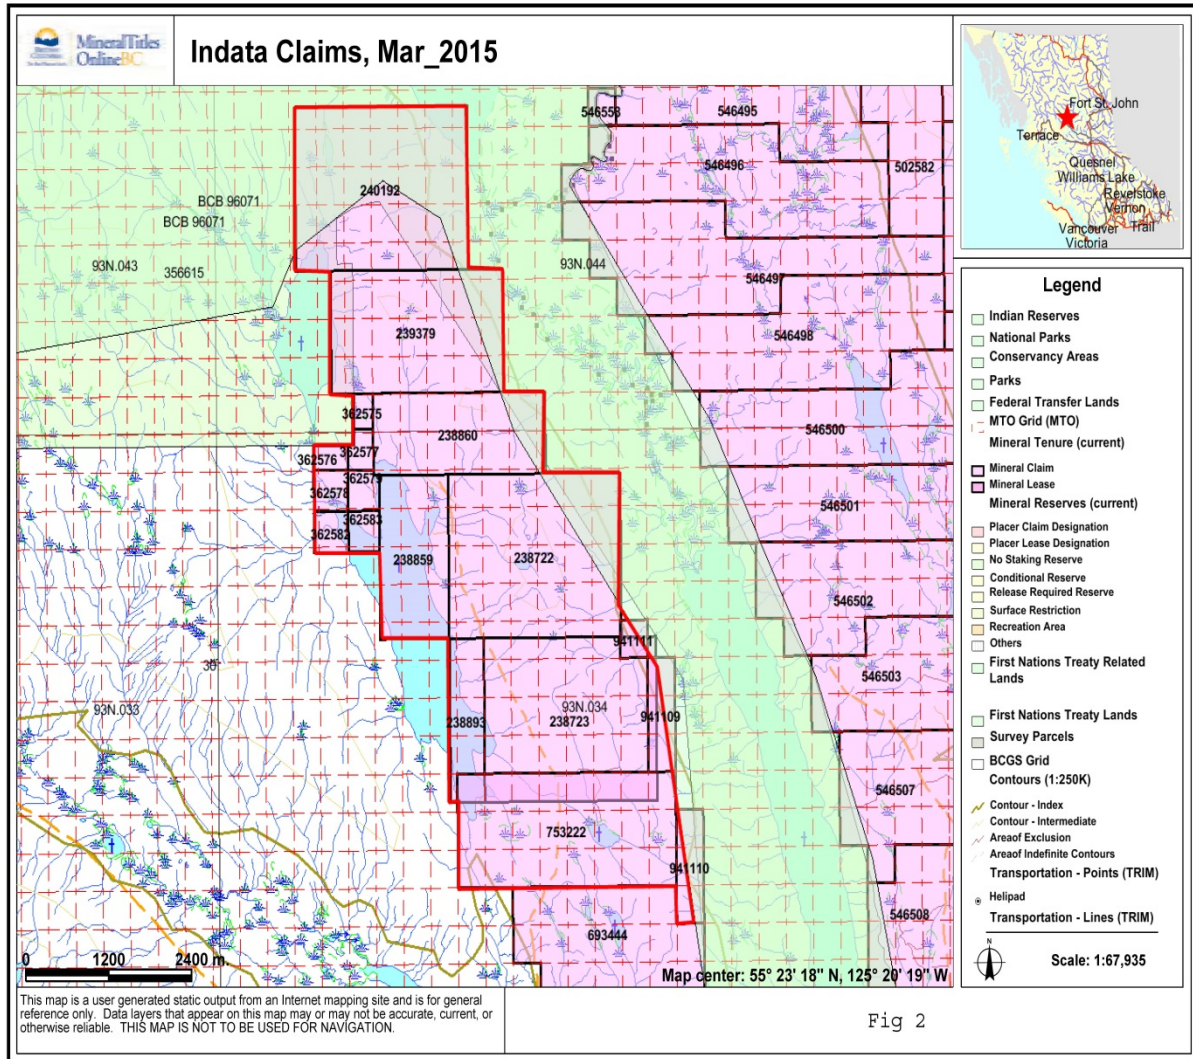 MineralTitles
OnlineBC
Indata Claims, Mar_2015
Fort St. John
Terrace
Quesnel
Williams Lake
Revelstoke
Vernon
Vancouver
Trail
Victoria
546553
546495
546496
502582
240192
BCB 96071
BCB 96071
93N.043
356615
93N.044
546497
239379
546498
362575
238860
546500
362576
362577
362579
362578
362583
362582
238859
238722
546501
546502
941111
30
546503
93N.033
93N.034
238893
238723
941109
546507
753222
941110
546508
693444
0 1200 2400 m.
Map center: 55° 23' 18" N, 125° 20' 19" W
Legend
Indian Reserves
National Parks
Conservancy Areas
Parks
Federal Transfer Lands
MTO Grid (MTO)
Mineral Tenure (current)
Mineral Claim
Mineral Lease
Mineral Reserves (current)
Placer Claim Designation
Placer Lease Designation
No Staking Reserve
Conditional Reserve
Release Required Reserve
Surface Restriction
Recreation Area
Others
First Nations Treaty Related
Lands
First Nations Treaty Lands
Survey Parcels
BCGS Grid
Contours (1:250K)
Contour - Index
Contour - Intermediate
Areaof Exclusion
Areaof Indefinite Contours
Transportation - Points (TRIM)
Helipad
Transportation - Lines (TRIM)
N
Scale: 1:67,935
This map is a user generated static output from an Internet mapping site and is for general
reference only. Data layers that appear on this map may or may not be accurate, current, or
otherwise reliable. THIS MAP IS NOT TO BE USED FOR NAVIGATION.
Fig 2